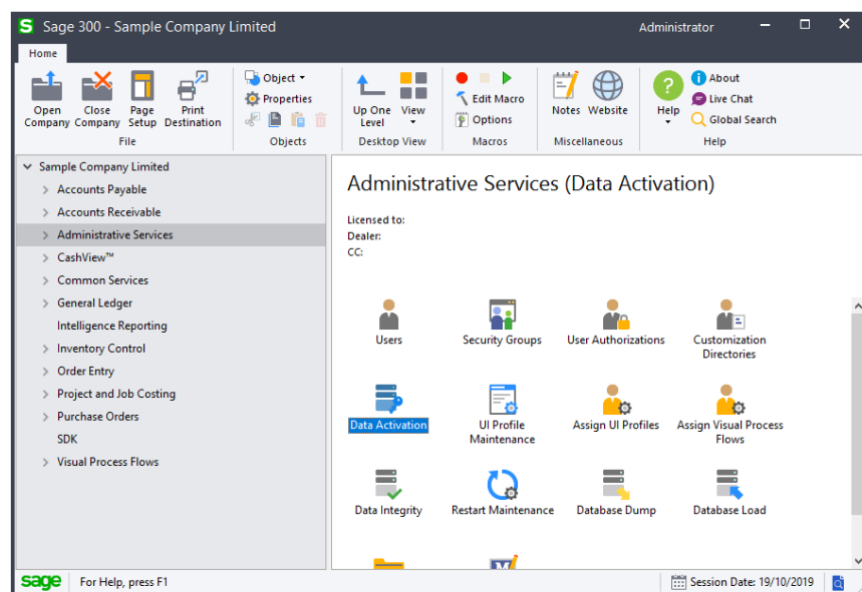 S Sage 300 - Sample Company Limited
Administrator
Home
Open Company
Close Company
Page Setup
Print Destination
File
Object
Properties
Objects
Up One Level
View
Desktop View
Edit Macro
Options
Macros
Notes
Website
Miscellaneous
Help
About
Live Chat
Global Search
Help
Sample Company Limited
Accounts Payable
Accounts Receivable
Administrative Services
CashView™
Common Services
General Ledger
Intelligence Reporting
Inventory Control
Order Entry
Project and Job Costing
Purchase Orders
SDK
Visual Process Flows
Administrative Services (Data Activation)
Licensed to:
Dealer:
CC:
Users
Security Groups
User Authorizations
Customization
Directories
Data Activation
UI Profile
Maintenance
Assign UI Profiles
Assign Visual Process
Flows
Data Integrity
Restart Maintenance
Database Dump
Database Load
sage
For Help, press F1
Session Date: 19/10/2019